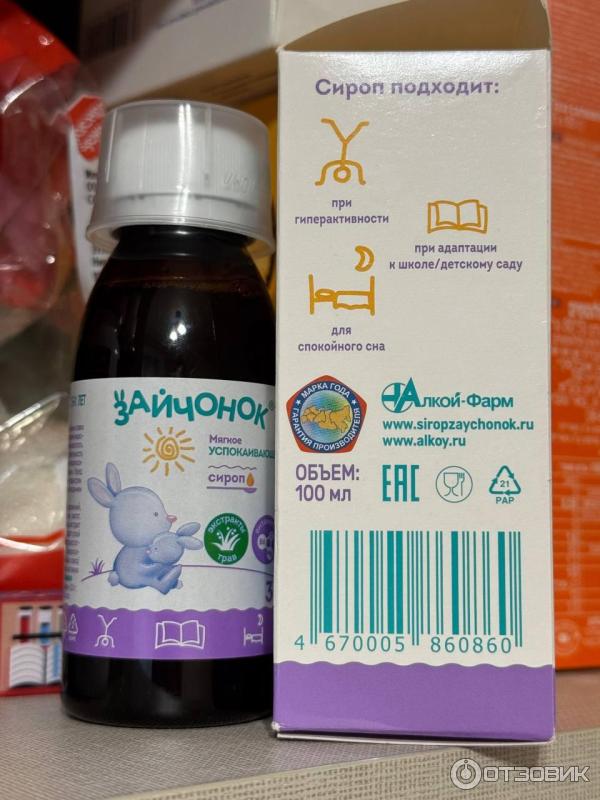 ЗАЙЧОНОК
Мягкое
УСПОКАИВАЮЩ
сироп
экстракты
трав
ЛЕТ
Сироп подходит:
при
гиперактивности
при адаптации
к школе/детскому саду
для
спокойного сна
МАРКА ГОДА
ГАРАНТИЯ ПРОИЗВОДИТЕЛЯ
Алкой-Фарм
www.siropzaychonok.ru
www.alkoy.ru
ОБЪЕМ:
100 мл
EAC
21
PAP
4 670005 860860
ОТЗОВИК